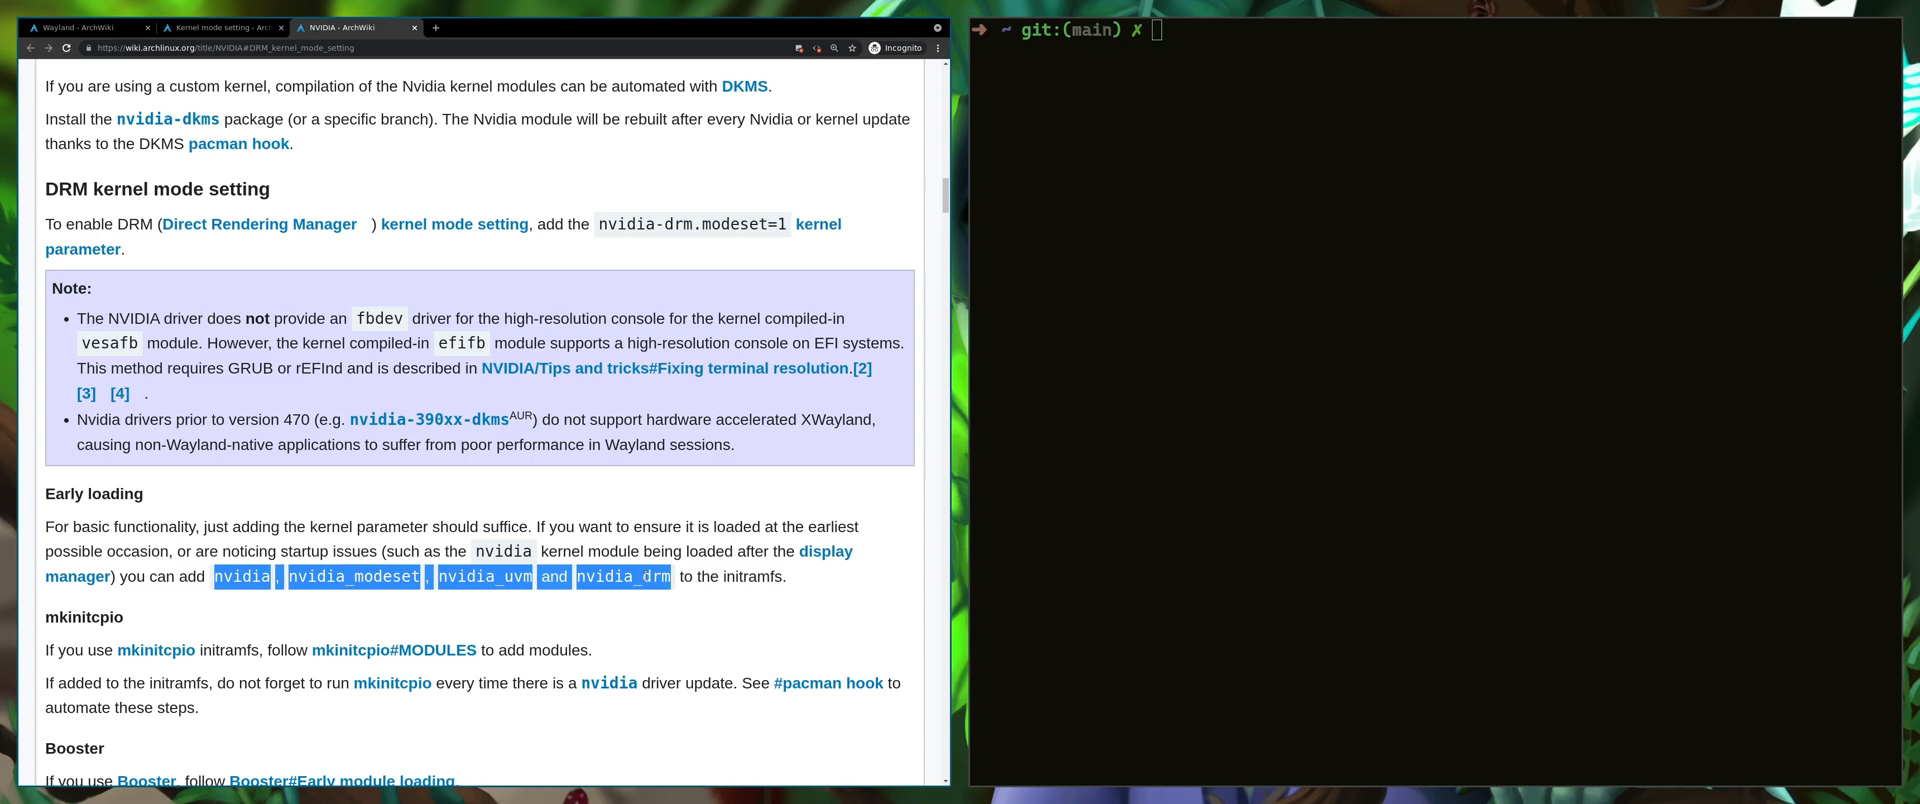 Wayland - ArchWiki
Kernel mode setting - Arch
NVIDIA - ArchWiki
https://wiki.archlinux.org/title/NVIDIA#DRM_kernel_mode_setting
Incognito
If you are using a custom kernel, compilation of the Nvidia kernel modules can be automated with DKMS.
Install the nvidia-dkms package (or a specific branch). The Nvidia module will be rebuilt after every Nvidia or kernel update
thanks to the DKMS pacman hook.
DRM kernel mode setting
To enable DRM (Direct Rendering Manager ) kernel mode setting, add the nvidia-drm.modeset=1 kernel
parameter.
Note:
• The NVIDIA driver does not provide an fbdev driver for the high-resolution console for the kernel compiled-in
vesafb module. However, the kernel compiled-in efifb module supports a high-resolution console on EFI systems.
This method requires GRUB or rEFInd and is described in NVIDIA/Tips and tricks#Fixing terminal resolution.[2]
[3] [4] .
• Nvidia drivers prior to version 470 (e.g. nvidia-390xx-dkmsAUR) do not support hardware accelerated XWayland,
causing non-Wayland-native applications to suffer from poor performance in Wayland sessions.
Early loading
For basic functionality, just adding the kernel parameter should suffice. If you want to ensure it is loaded at the earliest
possible occasion, or are noticing startup issues (such as the nvidia kernel module being loaded after the display
manager) you can add nvidia , nvidia_modeset , nvidia_uvm and nvidia_drm to the initramfs.
mkinitcpio
If you use mkinitcpio initramfs, follow mkinitcpio#MODULES to add modules.
If added to the initramfs, do not forget to run mkinitcpio every time there is a nvidia driver update. See #pacman hook to
automate these steps.
Booster
If you use Booster, follow Booster#Early module loading.
➜ ~ git:(main) ✗